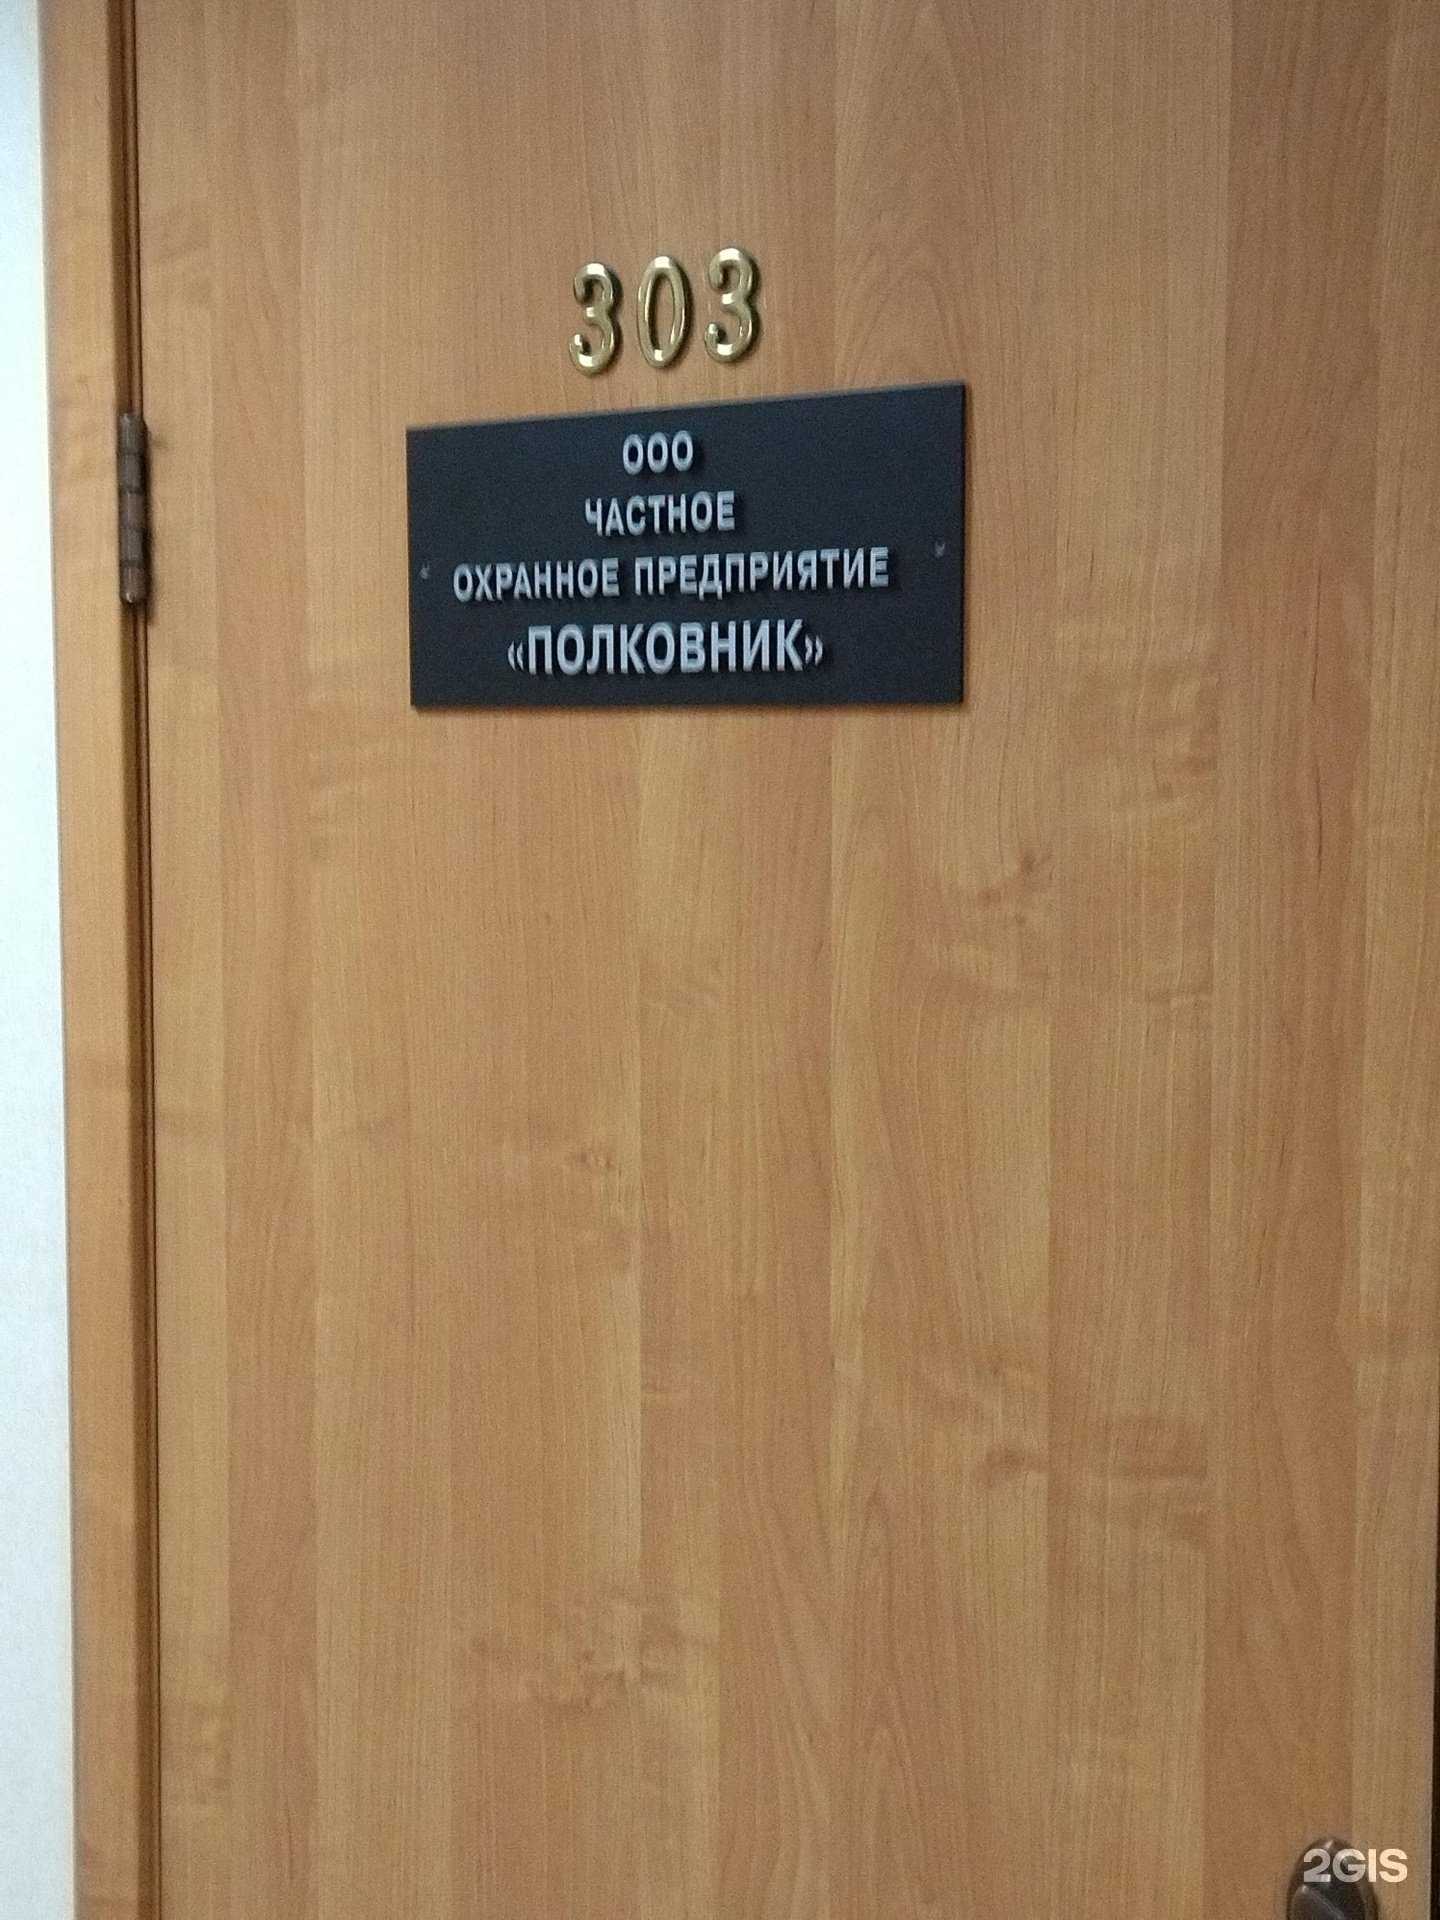 303
ООО
ЧАСТНОЕ
ОХРАННОЕ ПРЕДПРИЯТИЕ
«ПОЛКОВНИК»
2GIS